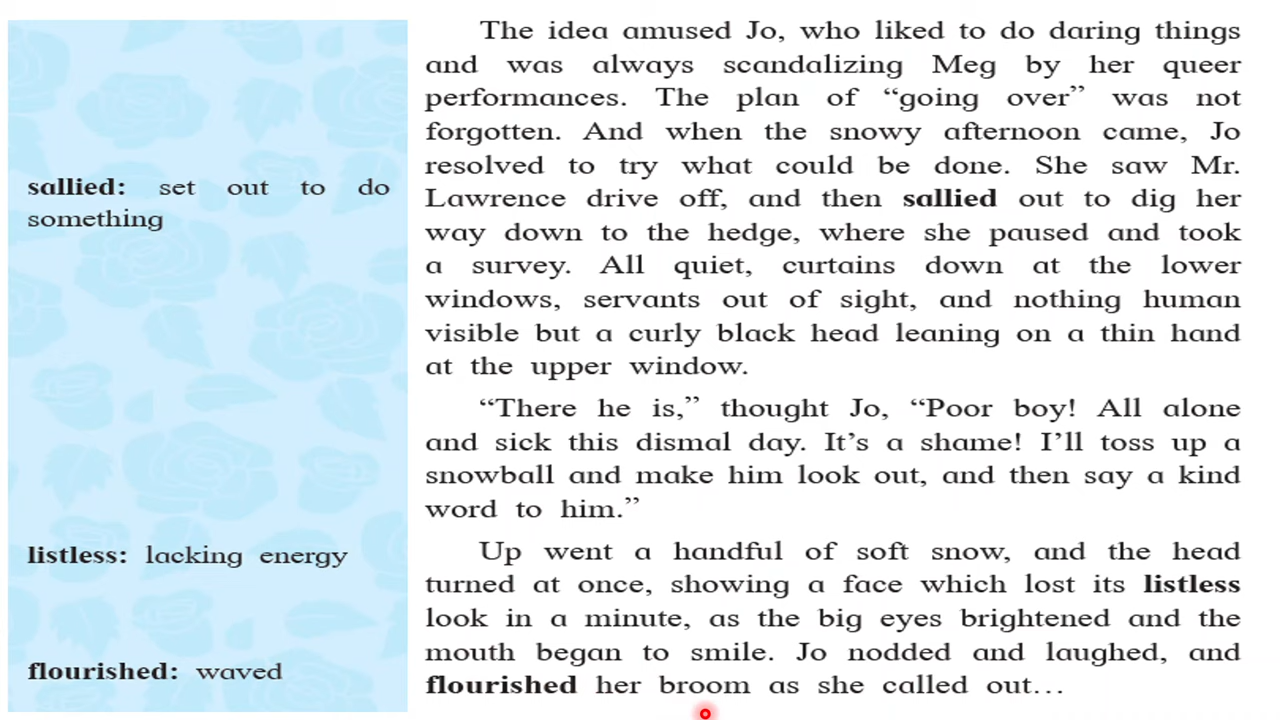 The idea amused Jo, who liked to do daring things
and was always scandalizing Meg by her queer
performances. The plan of “going over” was not
forgotten. And when the snowy afternoon came, Jo
resolved to try what could be done. She saw Mr.
Lawrence drive off, and then sallied out to dig her
way down to the hedge, where she paused and took
a survey. All quiet, curtains down at the lower
windows, servants out of sight, and nothing human
visible but a curly black head leaning on a thin hand
at the upper window.
“There he is,” thought Jo, “Poor boy! All alone
and sick this dismal day. It’s a shame! I’ll toss up a
snowball and make him look out, and then say a kind
word to him.”
Up went a handful of soft snow, and the head
turned at once, showing a face which lost its listless
look in a minute, as the big eyes brightened and the
mouth began to smile. Jo nodded and laughed, and
flourished her broom as she called out...
sallied: set out to do
something
listless: lacking energy
flourished: waved